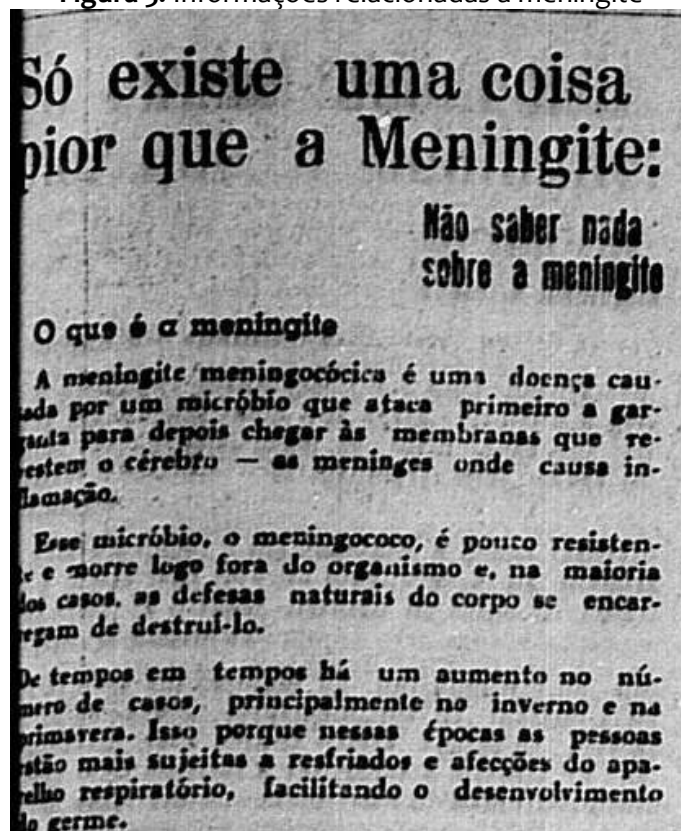 Figura 3. Informações relacionadas à meningite
Só existe uma coisa
pior que a Meningite:
Não saber nada
sobre a meningite
O que é a meningite
A meningite meningocócica é uma doença cau-
sada por um micróbio que ataca primeiro a gar-
ganta para depois chegar às membranas que re-
vestem o cérebro — as meninges onde causa in-
flamação.
Esse micróbio, o meningococo, é pouco resisten-
te e morre logo fora do organismo e, na maioria
dos casos, as defesas naturais do corpo se encar-
regam de destruí-lo.
De tempos em tempos há um aumento no nú-
mero de casos, principalmente no inverno e na
primavera. Isso porque nessas épocas as pessoas
estão mais sujeitas a resfriados e afecções do apa-
relho respiratório, facilitando o desenvolvimento
do germe.